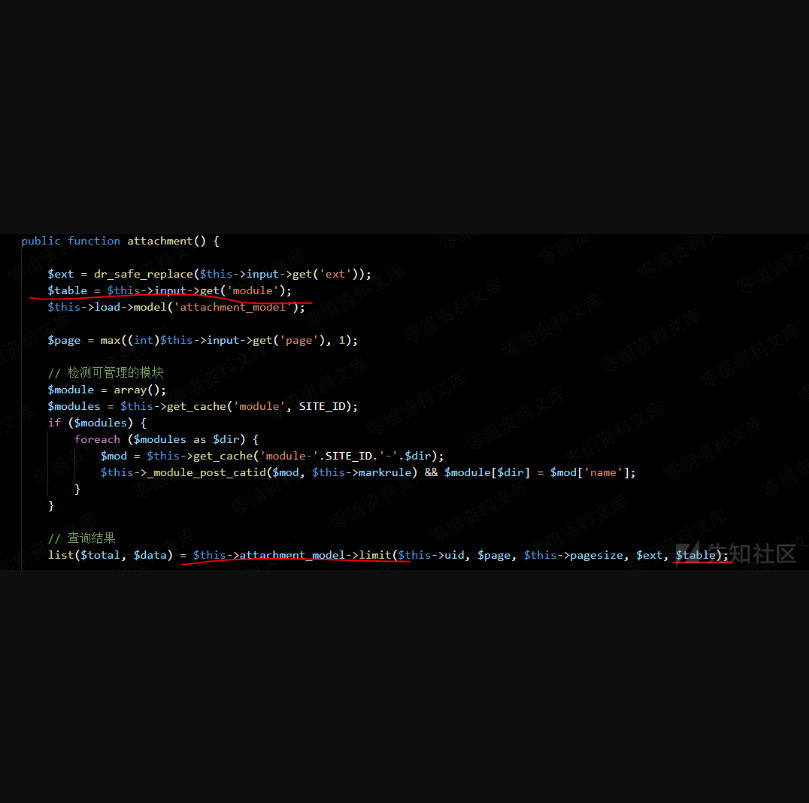 public function attachment() {
$ext = dr_safe_replace($this->input->get('ext'));
$table = $this->input->get('module');
$this->load->model('attachment_model');
$page = max((int)$this->input->get('page'), 1);
// 检测可管理的模块
$module = array();
$modules = $this->get_cache('module', SITE_ID);
if ($modules) {
foreach ($modules as $dir) {
$mod = $this->get_cache('module-'.SITE_ID.'-'.$dir);
$this->_module_post_catid($mod, $this->markrule) && $module[$dir] = $mod['name'];
}
}
// 查询结果
list($total, $data) = $this->attachment_model->limit($this->uid, $page, $this->pagesize, $ext, $table);
先知社区
零组资料文库